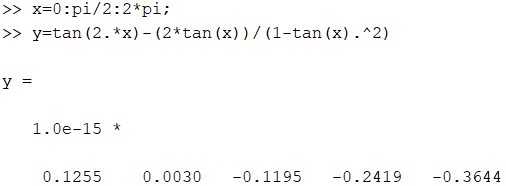 >> x=0:pi/2:2*pi;
>> y=tan(2.*x)-(2*tan(x))/(1-tan(x).^2)
y =
1.0e-15 *
0.1255 0.0030 -0.1195 -0.2419 -0.3644